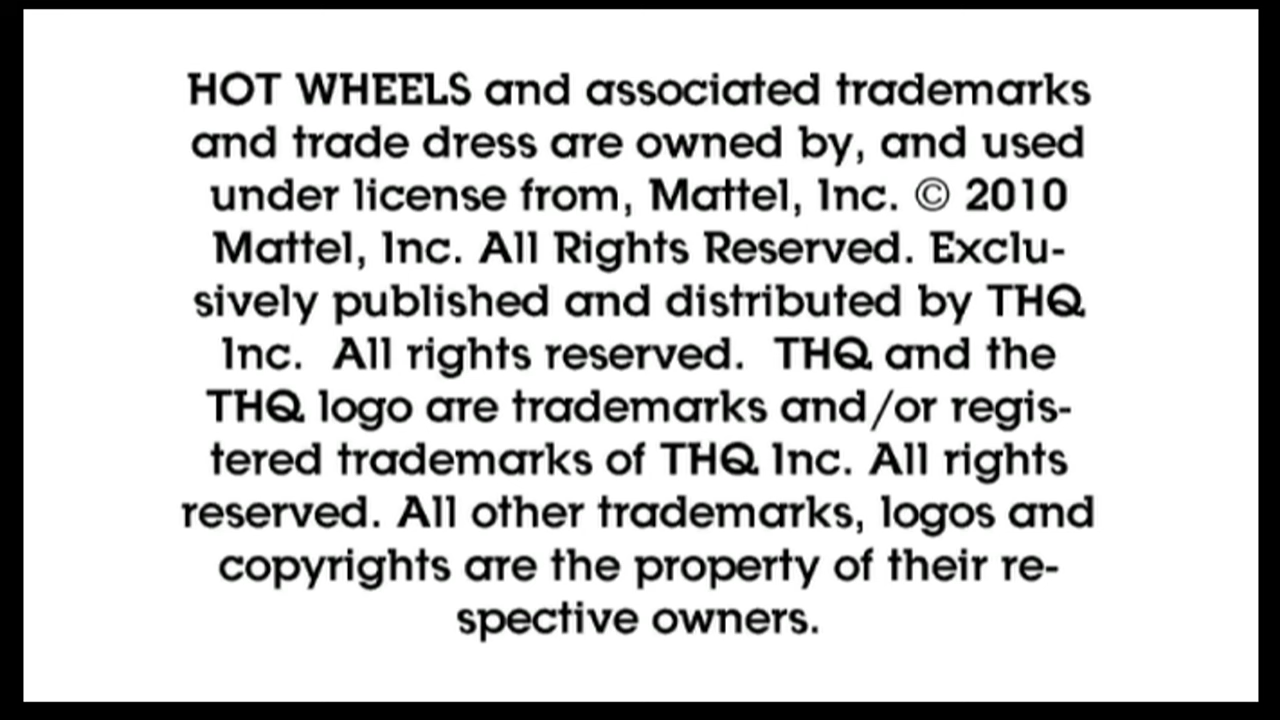 HOT WHEELS and associated trademarks
and trade dress are owned by, and used
under license from, Mattel, Inc. © 2010
Mattel, Inc. All Rights Reserved. Exclu-
sively published and distributed by THQ
Inc.  All rights reserved.  THQ and the
THQ logo are trademarks and/or regis-
tered trademarks of THQ Inc. All rights
reserved. All other trademarks, logos and
copyrights are the property of their re-
spective owners.